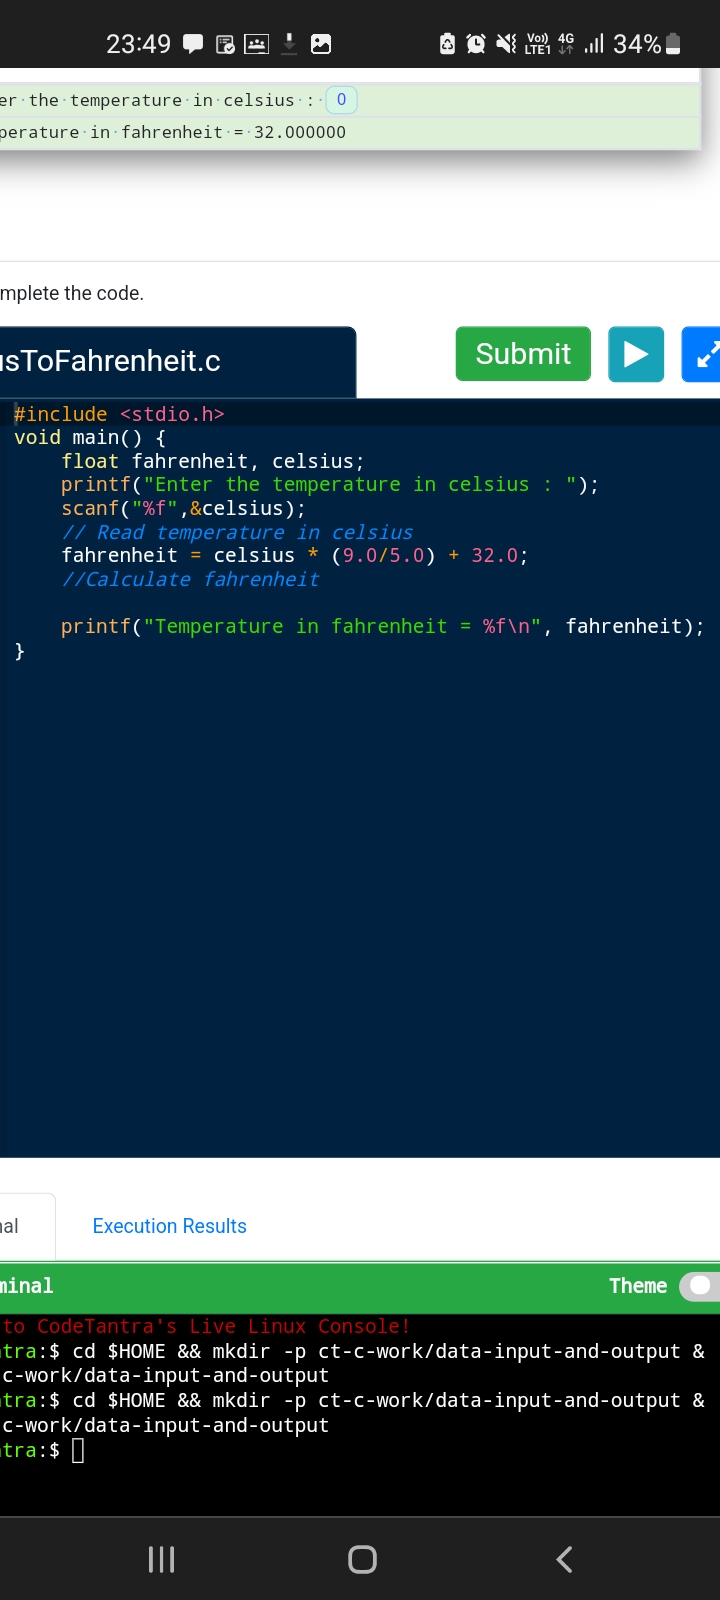 23:49 Vo)) LTE1 4G 34%
er the temperature in celsius : 0
perature in fahrenheit = 32.000000
mplete the code.
usToFahrenheit.c Submit
#include <stdio.h>
void main() {
float fahrenheit, celsius;
printf("Enter the temperature in celsius : ");
scanf("%f",&celsius);
// Read temperature in celsius
fahrenheit = celsius * (9.0/5.0) + 32.0;
//Calculate fahrenheit
printf("Temperature in fahrenheit = %f\n", fahrenheit);
}
nal Execution Results
minal Theme
to CodeTantra's Live Linux Console!
tra:$ cd $HOME && mkdir -p ct-c-work/data-input-and-output &
c-work/data-input-and-output
tra:$ cd $HOME && mkdir -p ct-c-work/data-input-and-output &
c-work/data-input-and-output
tra:$